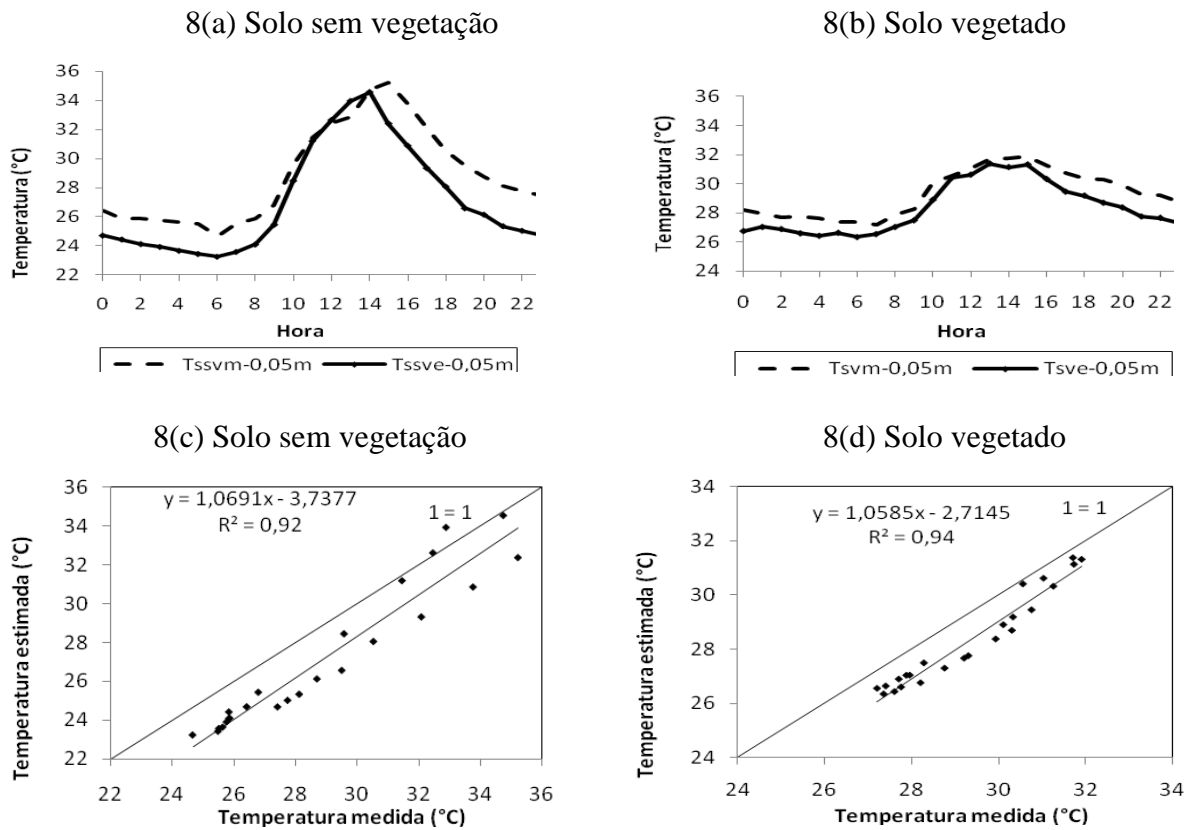 8(a) Solo sem vegetação
8(b) Solo vegetado
Temperatura (°C)
36
34
32
30
28
26
24
22
0 2 4 6 8 10 12 14 16 18 20 22
Hora
Tssvm-0,05m Tssve-0,05m
Temperatura (°C)
36
34
32
30
28
26
24
0 2 4 6 8 10 12 14 16 18 20 22
Hora
Tsvm-0,05m Tsve-0,05m
8(c) Solo sem vegetação
8(d) Solo vegetado
Temperatura estimada (°C)
36
34
32
30
28
26
24
22
y = 1,0691x - 3,7377
R² = 0,92
1 = 1
22 24 26 28 30 32 34 36
Temperatura medida (°C)
Temperatura estimada (°C)
34
32
30
28
26
24
y = 1,0585x - 2,7145
R² = 0,94
1 = 1
24 26 28 30 32 34
Temperatura medida (°C)